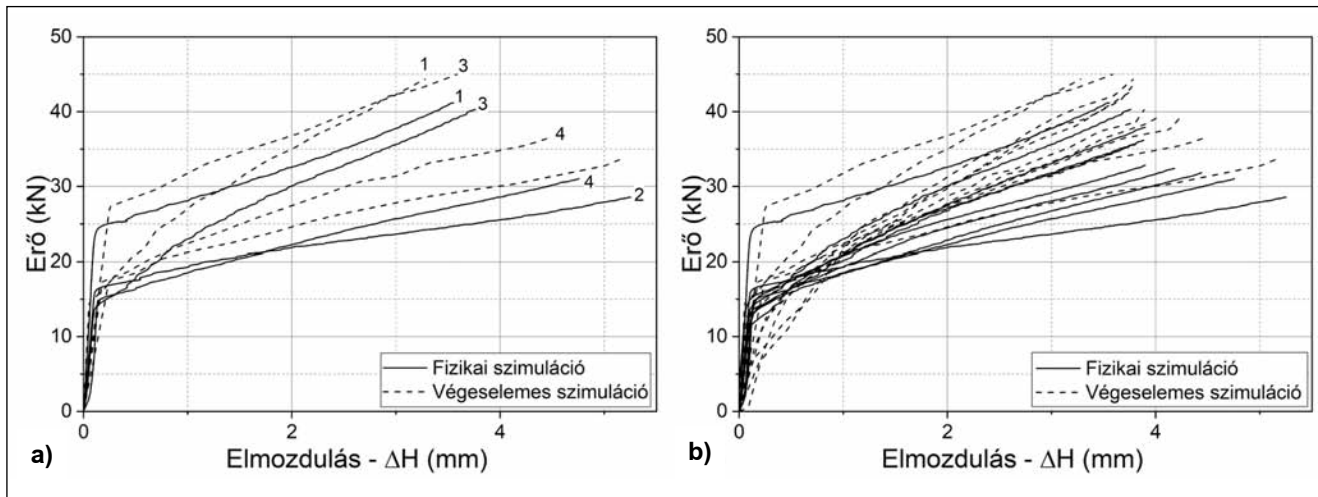 50
40
30
20
10
0
Erő (kN)
1
3
1
3
4
4
2
Fizikai szimuláció
Végeselemes szimuláció
0
2
4
Elmozdulás - ΔH (mm)
a)
50
40
30
20
10
0
Erő (kN)
Fizikai szimuláció
Végeselemes szimuláció
0
2
4
Elmozdulás - ΔH (mm)
b)